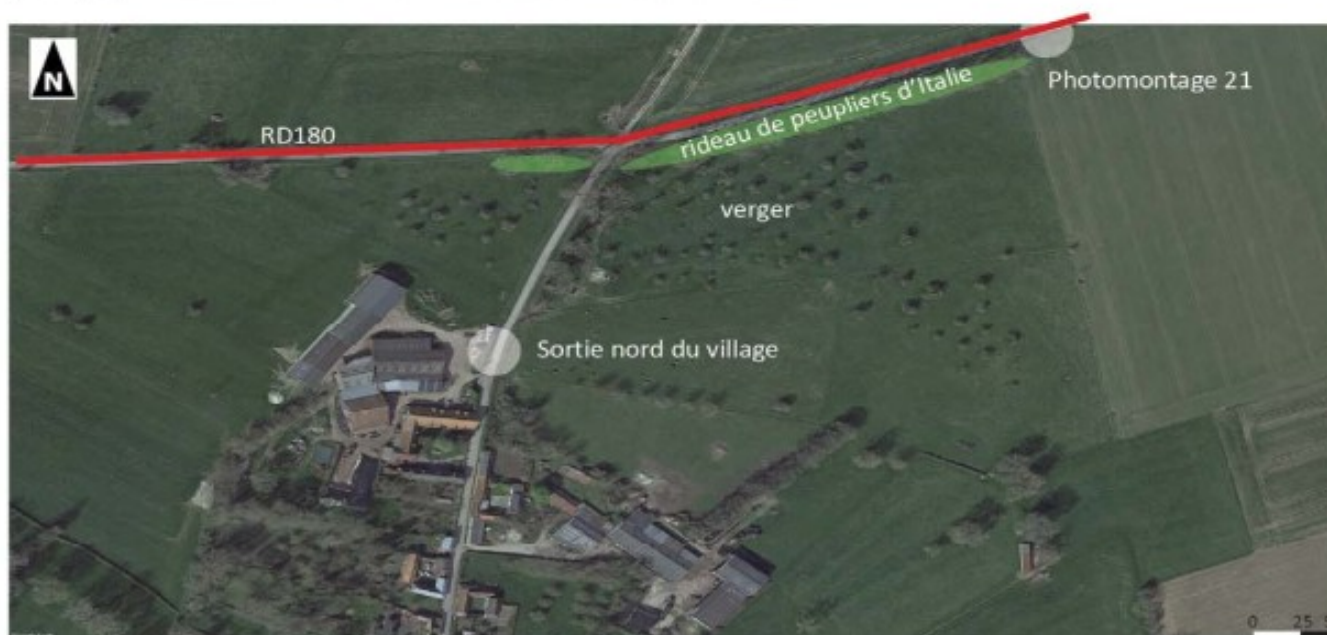 N
Photomontage 21
rideau de peupliers d'Italie
RD180
verger
Sortie nord du village
0 25